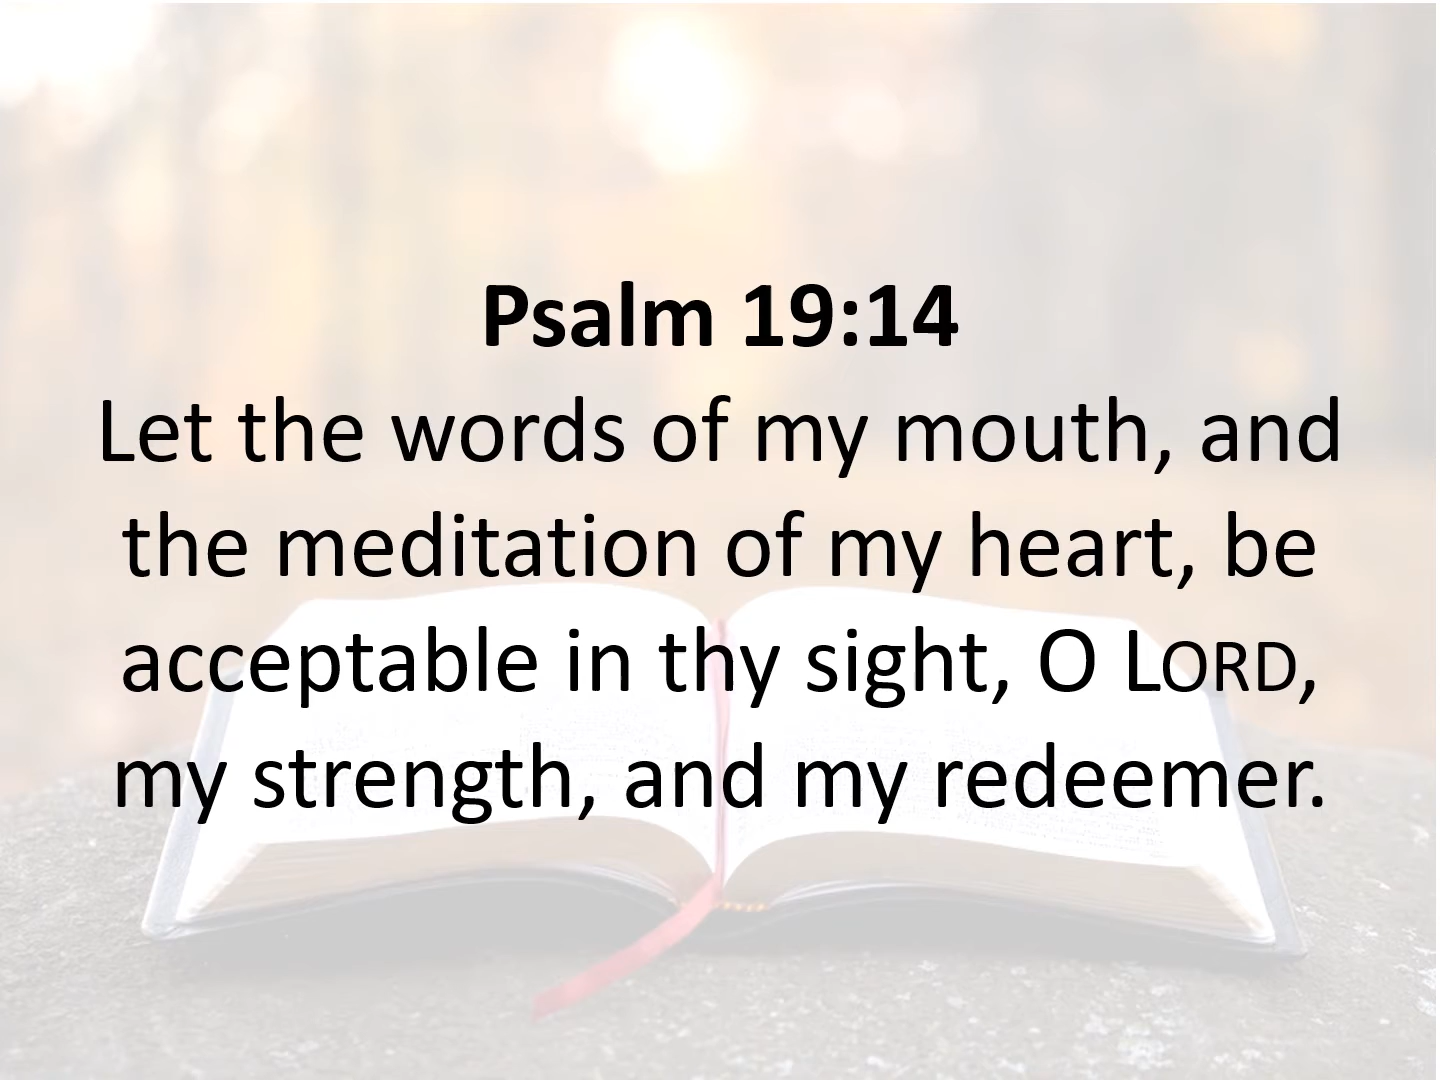 Psalm 19:14
Let the words of my mouth, and
the meditation of my heart, be
acceptable in thy sight, O LORD,
my strength, and my redeemer.